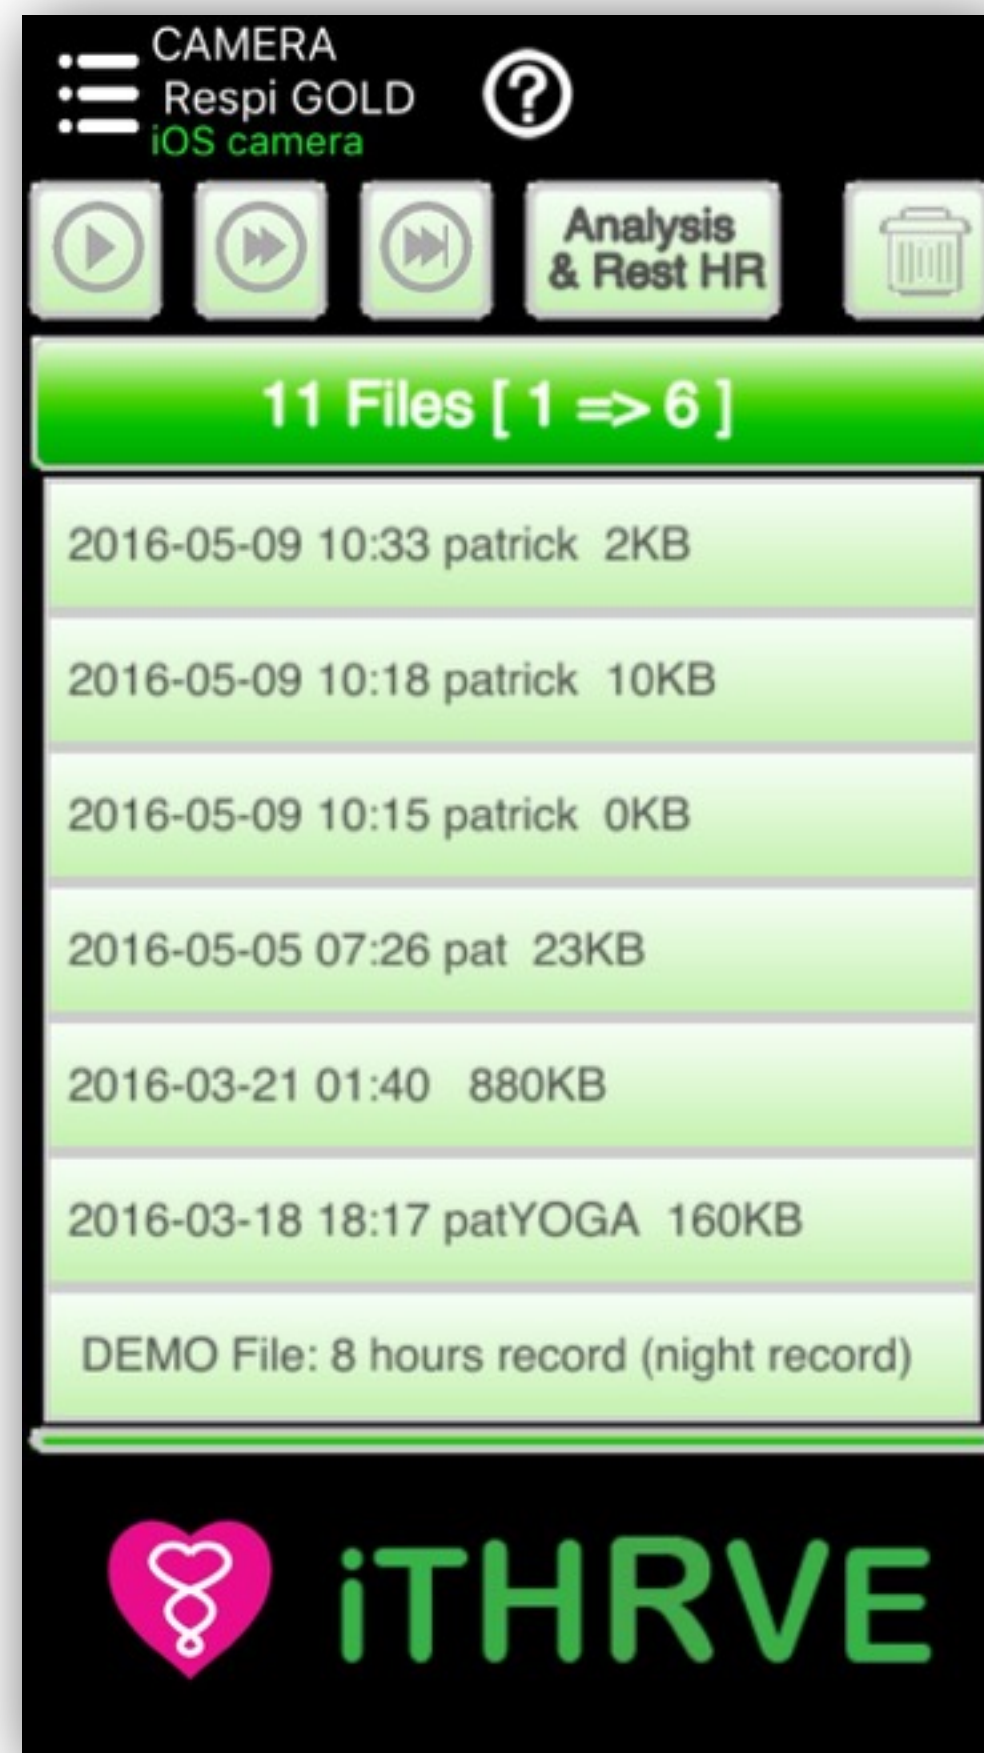 CAMERA
Respi GOLD
iOS camera
?
Analysis
& Rest HR
11 Files [ 1 => 6 ]
2016-05-09 10:33 patrick 2KB
2016-05-09 10:18 patrick 10KB
2016-05-09 10:15 patrick 0KB
2016-05-05 07:26 pat 23KB
2016-03-21 01:40 880KB
2016-03-18 18:17 patYOGA 160KB
DEMO File: 8 hours record (night record)
iTHRVE